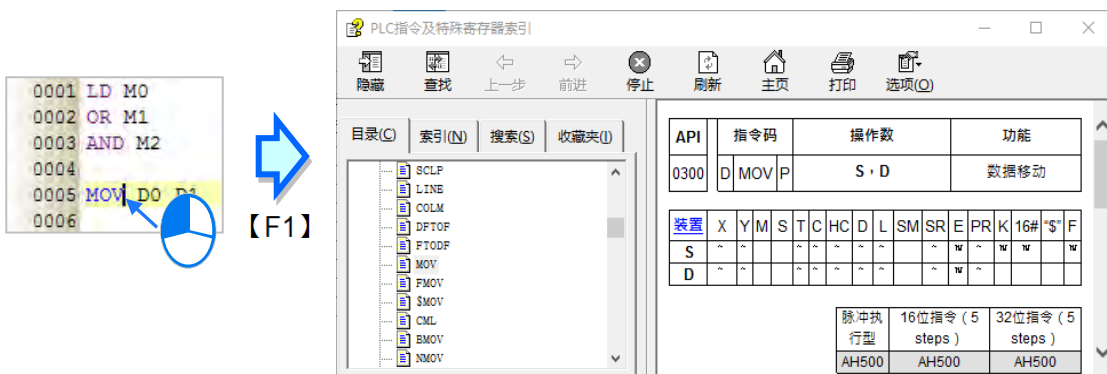 0001 LD M0
0002 OR M1
0003 AND M2
0004
0005 MOV D0 D1
0006
【F1】
PLC指令及特殊寄存器索引
隐藏 查找 上一步 前进 停止 刷新 主页 打印 选项(O)
目录(C) 索引(N) 搜索(S) 收藏夹(I)
SCLP
LINE
COLM
DFTOF
FTODF
MOV
FMOV
$MOV
CML
BMOV
NMOV
API 指令码 操作数 功能
0300 D MOV P S，D 数据移动
装置 X Y M S T C HC D L SM SR E PR K 16# "$" F
S
D
脉冲执行型 16位指令（5 steps） 32位指令（5 steps）
AH500 AH500 AH500